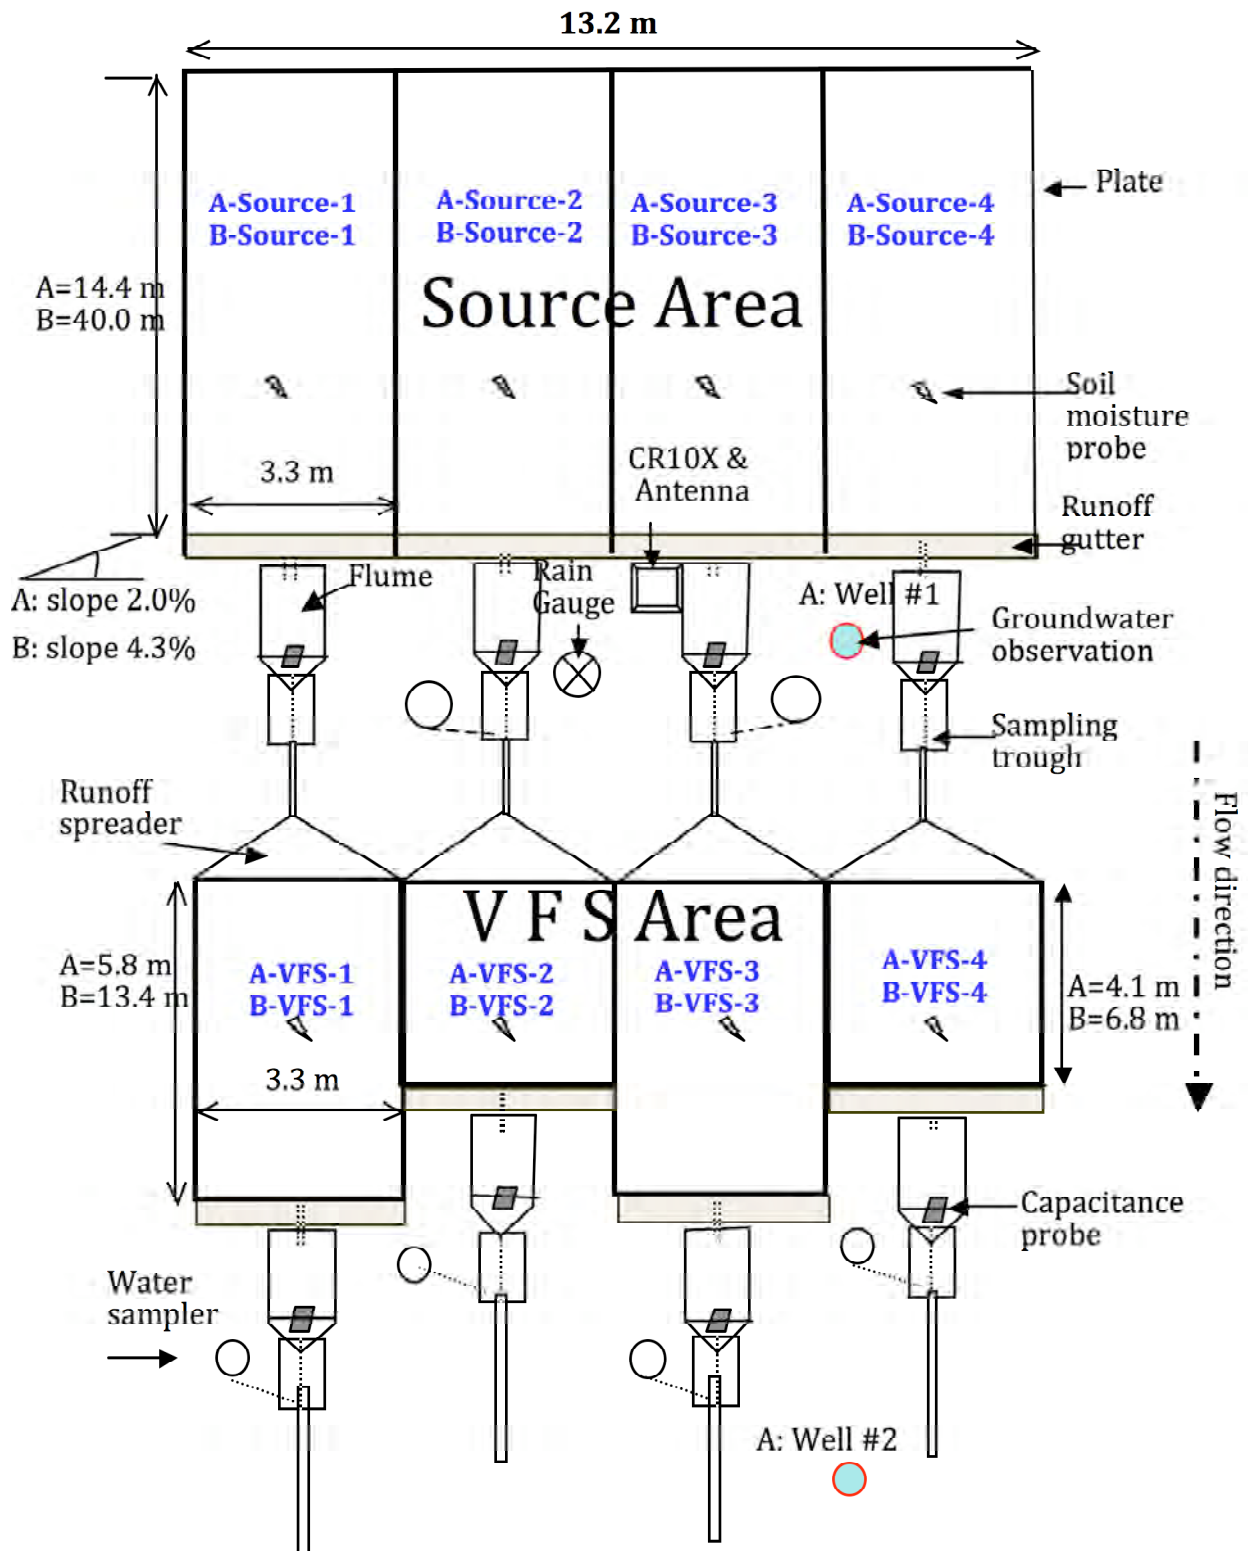 13.2 m
Plate
A-Source-1
B-Source-1
A-Source-2
B-Source-2
A-Source-3
B-Source-3
A-Source-4
B-Source-4
A=14.4 m
B=40.0 m
Source Area
Soil
moisture
probe
3.3 m
CR10X &
Antenna
Runoff
gutter
A: slope 2.0%
B: slope 4.3%
Flume
Rain
Gauge
A: Well #1
Groundwater
observation
Sampling
trough
Runoff
spreader
Flow direction
V F S Area
A=5.8 m
B=13.4 m
A-VFS-1
B-VFS-1
A-VFS-2
B-VFS-2
A-VFS-3
B-VFS-3
A-VFS-4
B-VFS-4
A=4.1 m
B=6.8 m
3.3 m
Capacitance
probe
Water
sampler
A: Well #2